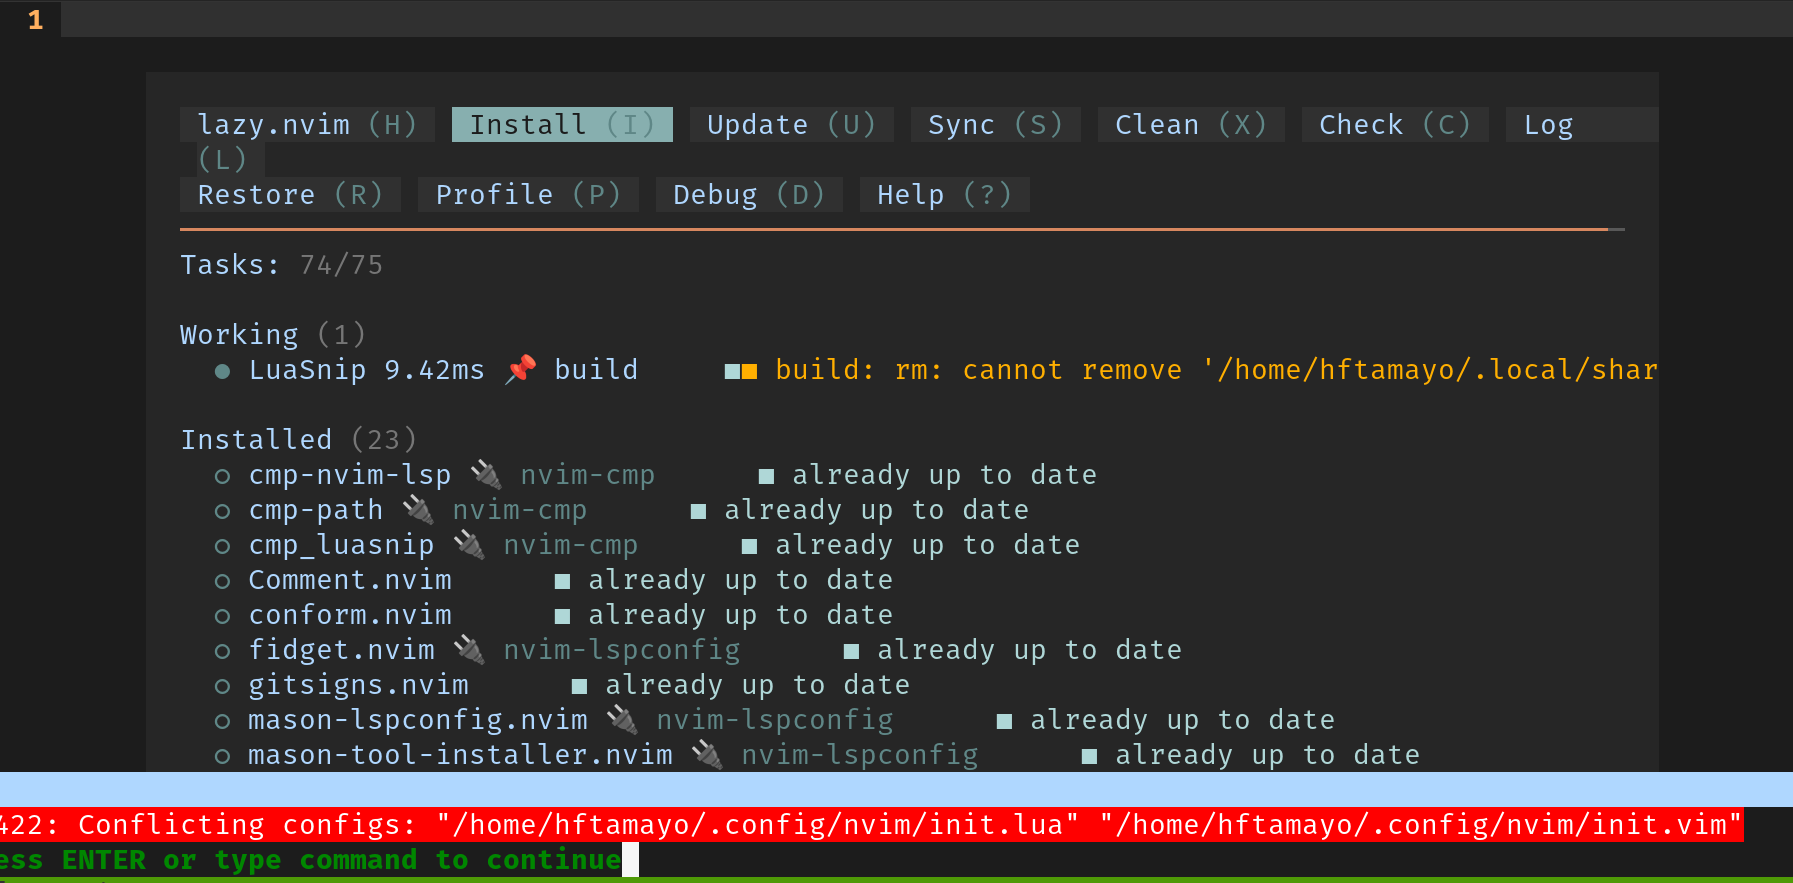 1
lazy.nvim (H) Install (I) Update (U) Sync (S) Clean (X) Check (C) Log
(L)
Restore (R) Profile (P) Debug (D) Help (?)
Tasks: 74/75
Working (1)
● LuaSnip 9.42ms 📌 build ■■ build: rm: cannot remove '/home/hftamayo/.local/shar
Installed (23)
○ cmp-nvim-lsp 🔌 nvim-cmp ■ already up to date
○ cmp-path 🔌 nvim-cmp ■ already up to date
○ cmp_luasnip 🔌 nvim-cmp ■ already up to date
○ Comment.nvim ■ already up to date
○ conform.nvim ■ already up to date
○ fidget.nvim 🔌 nvim-lspconfig ■ already up to date
○ gitsigns.nvim ■ already up to date
○ mason-lspconfig.nvim 🔌 nvim-lspconfig ■ already up to date
○ mason-tool-installer.nvim 🔌 nvim-lspconfig ■ already up to date
422: Conflicting configs: "/home/hftamayo/.config/nvim/init.lua" "/home/hftamayo/.config/nvim/init.vim"
ess ENTER or type command to continue